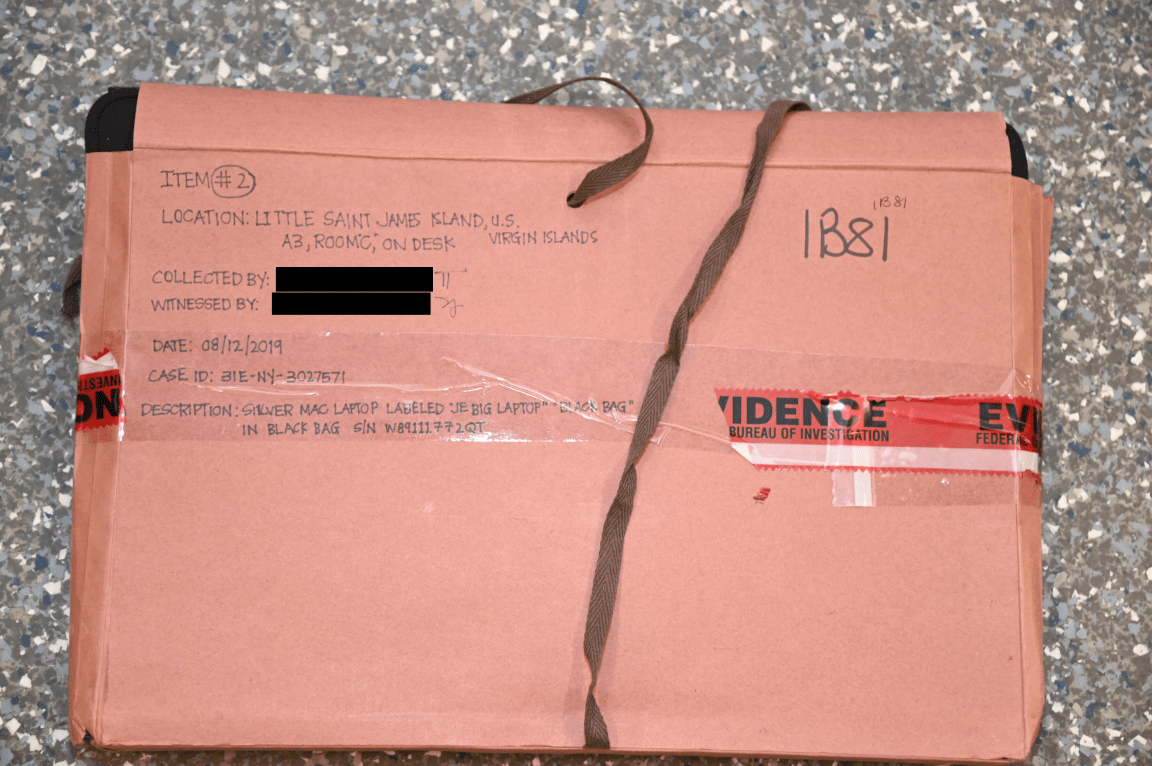 ITEM #2
1B81
LOCATION: LITTLE SAINT JAMES ISLAND, U.S.
VIRGIN ISLANDS
A3, ROOM "C," ON DESK
1B81
COLLECTED BY:
WITNESSED BY:
DATE: 08/12/2019
CASE ID: 31E-NY-3027571
DESCRIPTION: SILVER MAC LAPTOP LABELED "JE BIG LAPTOP" "BLACK BAG"
IN BLACK BAG S/N W89111772QT
VIDENCE
BUREAU OF INVESTIGATION
EVI
FEDERAL